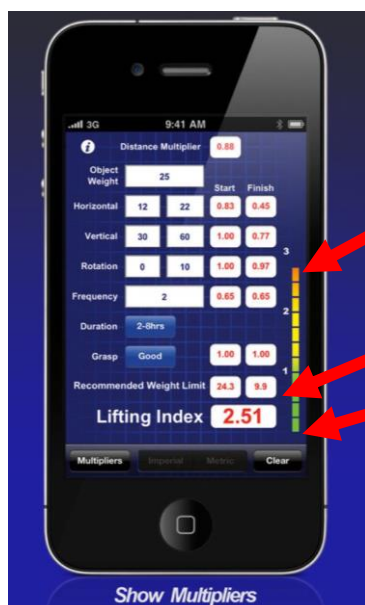 3G 9:41 AM
i Distance Multiplier 0.88
Object
Weight 25
Start Finish
Horizontal 12 22 0.83 0.45
Vertical 30 60 1.00 0.77
3
Rotation 0 10 1.00 0.97
Frequency 2 0.65 0.65
2
Duration 2-8hrs
Grasp Good 1.00 1.00
1
Recommended Weight Limit 24.3 9.9
Lifting Index 2.51
Multipliers Imperial Metric Clear
Show Multipliers